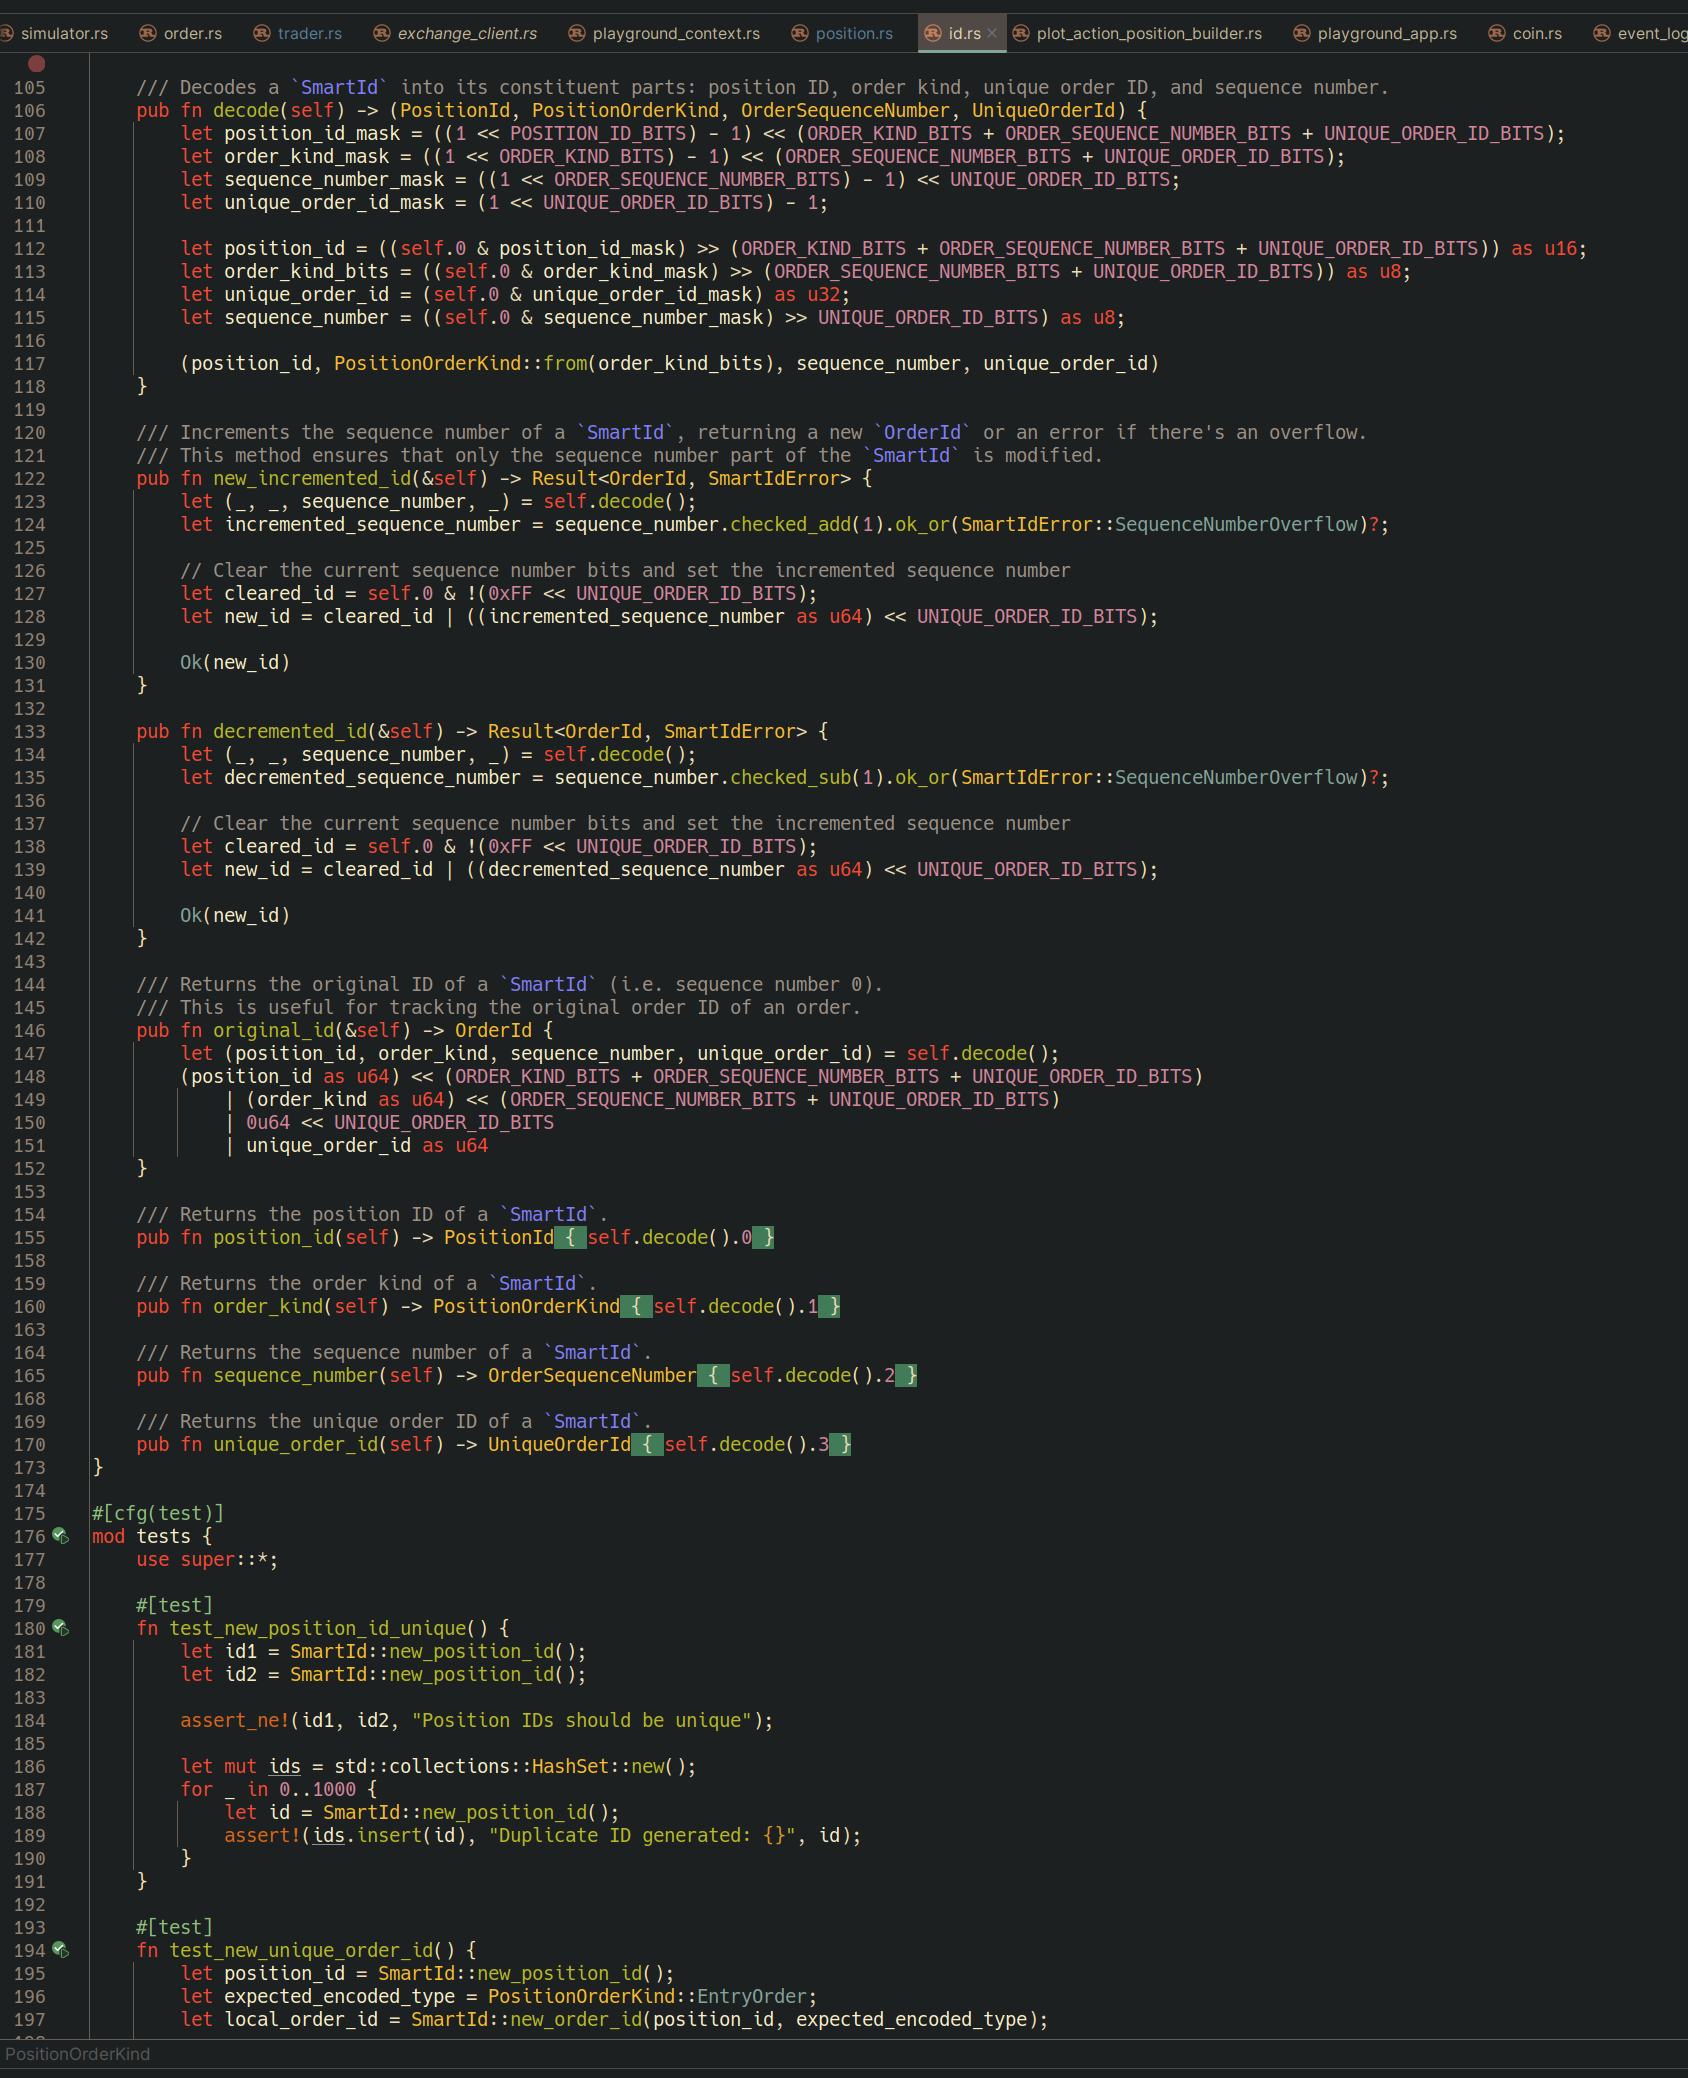 simulator.rs order.rs trader.rs exchange_client.rs playground_context.rs position.rs id.rs × plot_action_position_builder.rs playground_app.rs coin.rs event_log
105 /// Decodes a `SmartId` into its constituent parts: position ID, order kind, unique order ID, and sequence number.
106 pub fn decode(self) -> (PositionId, PositionOrderKind, OrderSequenceNumber, UniqueOrderId) {
107 let position_id_mask = ((1 << POSITION_ID_BITS) - 1) << (ORDER_KIND_BITS + ORDER_SEQUENCE_NUMBER_BITS + UNIQUE_ORDER_ID_BITS);
108 let order_kind_mask = ((1 << ORDER_KIND_BITS) - 1) << (ORDER_SEQUENCE_NUMBER_BITS + UNIQUE_ORDER_ID_BITS);
109 let sequence_number_mask = ((1 << ORDER_SEQUENCE_NUMBER_BITS) - 1) << UNIQUE_ORDER_ID_BITS;
110 let unique_order_id_mask = (1 << UNIQUE_ORDER_ID_BITS) - 1;
111
112 let position_id = ((self.0 & position_id_mask) >> (ORDER_KIND_BITS + ORDER_SEQUENCE_NUMBER_BITS + UNIQUE_ORDER_ID_BITS)) as u16;
113 let order_kind_bits = ((self.0 & order_kind_mask) >> (ORDER_SEQUENCE_NUMBER_BITS + UNIQUE_ORDER_ID_BITS)) as u8;
114 let unique_order_id = (self.0 & unique_order_id_mask) as u32;
115 let sequence_number = ((self.0 & sequence_number_mask) >> UNIQUE_ORDER_ID_BITS) as u8;
116
117 (position_id, PositionOrderKind::from(order_kind_bits), sequence_number, unique_order_id)
118 }
119
120 /// Increments the sequence number of a `SmartId`, returning a new `OrderId` or an error if there's an overflow.
121 /// This method ensures that only the sequence number part of the `SmartId` is modified.
122 pub fn new_incremented_id(&self) -> Result<OrderId, SmartIdError> {
123 let (_, _, sequence_number, _) = self.decode();
124 let incremented_sequence_number = sequence_number.checked_add(1).ok_or(SmartIdError::SequenceNumberOverflow)?;
125
126 // Clear the current sequence number bits and set the incremented sequence number
127 let cleared_id = self.0 & !(0xFF << UNIQUE_ORDER_ID_BITS);
128 let new_id = cleared_id | ((incremented_sequence_number as u64) << UNIQUE_ORDER_ID_BITS);
129
130 Ok(new_id)
131 }
132
133 pub fn decremented_id(&self) -> Result<OrderId, SmartIdError> {
134 let (_, _, sequence_number, _) = self.decode();
135 let decremented_sequence_number = sequence_number.checked_sub(1).ok_or(SmartIdError::SequenceNumberOverflow)?;
136
137 // Clear the current sequence number bits and set the incremented sequence number
138 let cleared_id = self.0 & !(0xFF << UNIQUE_ORDER_ID_BITS);
139 let new_id = cleared_id | ((decremented_sequence_number as u64) << UNIQUE_ORDER_ID_BITS);
140
141 Ok(new_id)
142 }
143
144 /// Returns the original ID of a `SmartId` (i.e. sequence number 0).
145 /// This is useful for tracking the original order ID of an order.
146 pub fn original_id(&self) -> OrderId {
147 let (position_id, order_kind, sequence_number, unique_order_id) = self.decode();
148 (position_id as u64) << (ORDER_KIND_BITS + ORDER_SEQUENCE_NUMBER_BITS + UNIQUE_ORDER_ID_BITS)
149 | (order_kind as u64) << (ORDER_SEQUENCE_NUMBER_BITS + UNIQUE_ORDER_ID_BITS)
150 | 0u64 << UNIQUE_ORDER_ID_BITS
151 | unique_order_id as u64
152 }
153
154 /// Returns the position ID of a `SmartId`.
155 pub fn position_id(self) -> PositionId { self.decode().0 }
158
159 /// Returns the order kind of a `SmartId`.
160 pub fn order_kind(self) -> PositionOrderKind { self.decode().1 }
163
164 /// Returns the sequence number of a `SmartId`.
165 pub fn sequence_number(self) -> OrderSequenceNumber { self.decode().2 }
168
169 /// Returns the unique order ID of a `SmartId`.
170 pub fn unique_order_id(self) -> UniqueOrderId { self.decode().3 }
173 }
174
175 #[cfg(test)]
176 mod tests {
177 use super::*;
178
179 #[test]
180 fn test_new_position_id_unique() {
181 let id1 = SmartId::new_position_id();
182 let id2 = SmartId::new_position_id();
183
184 assert_ne!(id1, id2, "Position IDs should be unique");
185
186 let mut ids = std::collections::HashSet::new();
187 for _ in 0..1000 {
188 let id = SmartId::new_position_id();
189 assert!(ids.insert(id), "Duplicate ID generated: {}", id);
190 }
191 }
192
193 #[test]
194 fn test_new_unique_order_id() {
195 let position_id = SmartId::new_position_id();
196 let expected_encoded_type = PositionOrderKind::EntryOrder;
197 let local_order_id = SmartId::new_order_id(position_id, expected_encoded_type);
PositionOrderKind